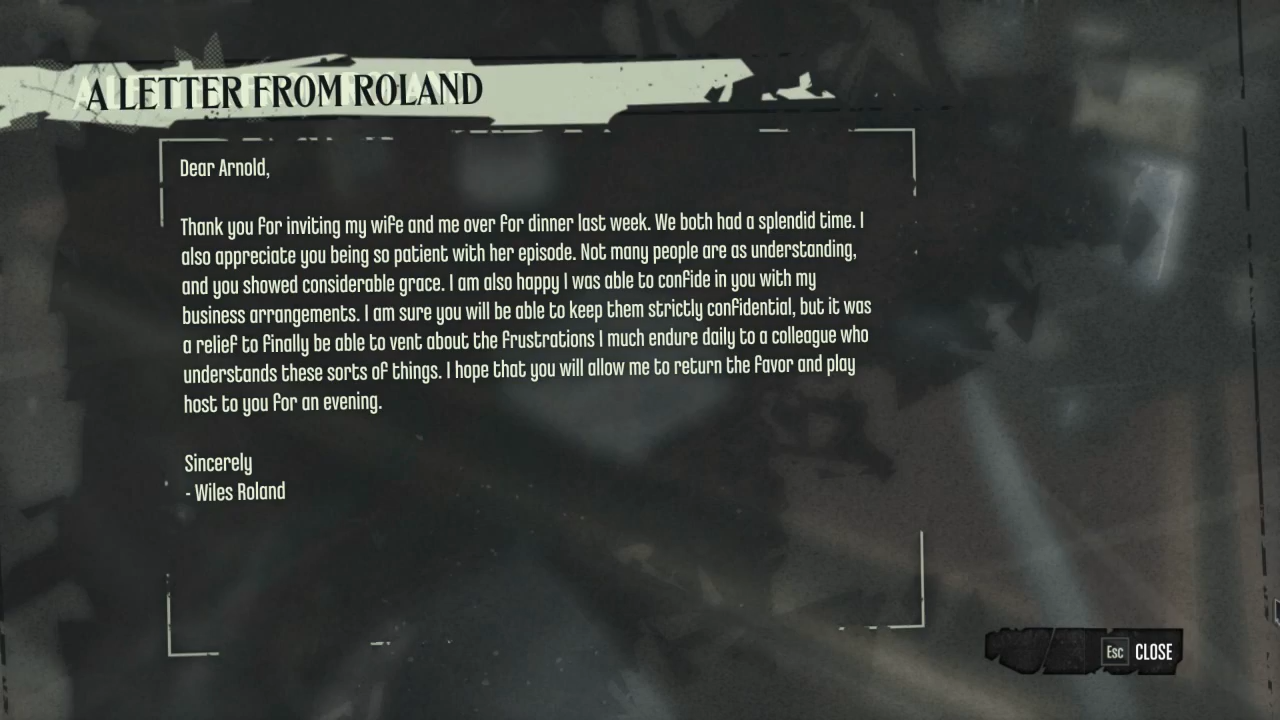 A LETTER FROM ROLAND
Dear Arnold,
Thank you for inviting my wife and me over for dinner last week. We both had a splendid time. I
also appreciate you being so patient with her episode. Not many people are as understanding,
and you showed considerable grace. I am also happy I was able to confide in you with my
business arrangements. I am sure you will be able to keep them strictly confidential, but it was
a relief to finally be able to vent about the frustrations I much endure daily to a colleague who
understands these sorts of things. I hope that you will allow me to return the favor and play
host to you for an evening.
Sincerely
- Wiles Roland
Esc CLOSE